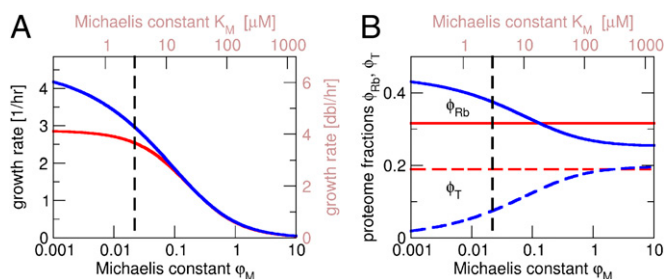 A
Michaelis constant K_M [μM]
1 10 100 1000
growth rate [1/hr]
4
3
2
1
0
6
4
2
0
growth rate [dbl/hr]
0.001 0.01 0.1 1 10
Michaelis constant φ_M
B
Michaelis constant K_M [μM]
1 10 100 1000
proteome fractions ϕ_Rb, ϕ_T
0.4
0.2
0
ϕ_Rb
ϕ_T
0.001 0.01 0.1 1 10
Michaelis constant φ_M